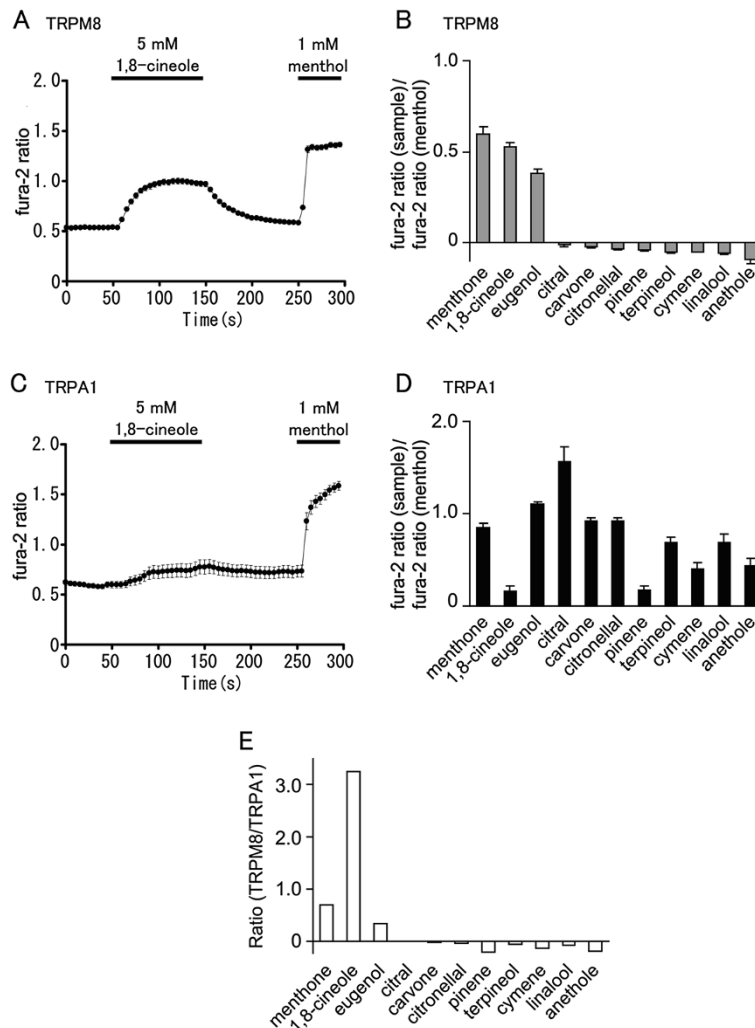 A TRPM8
5 mM
1,8-cineole
1 mM
menthol
2.0
1.5
1.0
0.5
0
fura-2 ratio
0 50 100 150 200 250 300
Time(s)
B TRPM8
1.0
0.5
0
fura-2 ratio (sample)/
fura-2 ratio (menthol)
menthone
1,8-cineole
eugenol
citral
carvone
citronellal
pinene
terpineol
cymene
linalool
anethole
C TRPA1
5 mM
1,8-cineole
1 mM
menthol
2.0
1.5
1.0
0.5
0
fura-2 ratio
0 50 100 150 200 250 300
Time(s)
D TRPA1
2.0
1.0
0
fura-2 ratio (sample)/
fura-2 ratio (menthol)
menthone
1,8-cineole
eugenol
citral
carvone
citronellal
pinene
terpineol
cymene
linalool
anethole
E
3.0
1.0
0
Ratio (TRPM8/TRPA1)
menthone
1,8-cineole
eugenol
citral
carvone
citronellal
pinene
terpineol
cymene
linalool
anethole